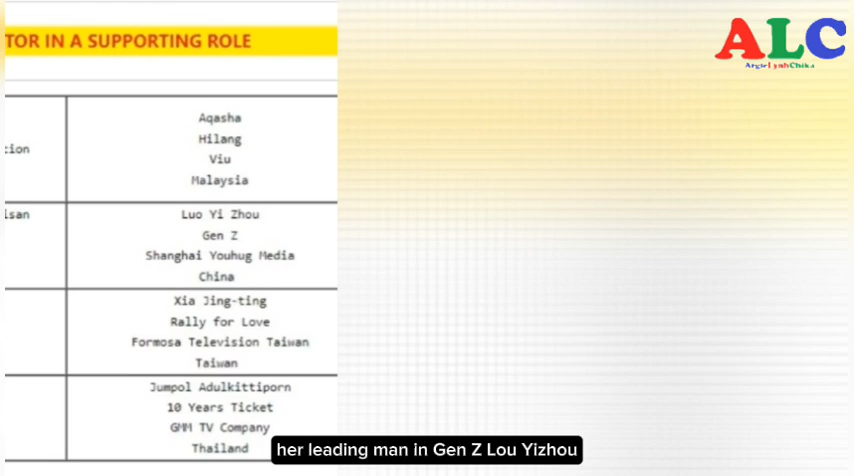 TOR IN A SUPPORTING ROLE
ALC
ArgieLynhChika
tion
Aqasha
Hilang
Viu
Malaysia
isan
Luo Yi Zhou
Gen Z
Shanghai Youhug Media
China
Xia Jing-ting
Rally for Love
Formosa Television Taiwan
Taiwan
Jumpol Adulkittiporn
10 Years Ticket
GMM TV Company
Thailand
her leading man in Gen Z Lou Yizhou